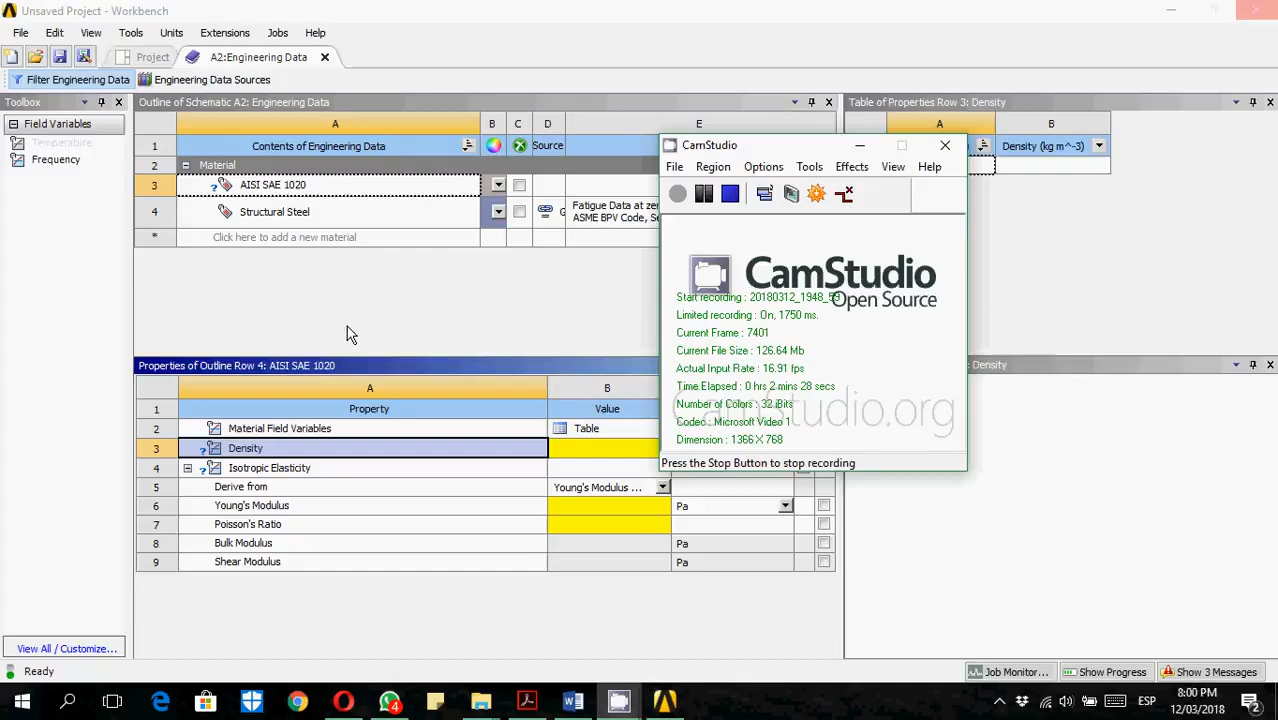 Unsaved Project - Workbench
File Edit View Tools Units Extensions Jobs Help
Project A2:Engineering Data
Filter Engineering Data Engineering Data Sources
Toolbox
Outline of Schematic A2: Engineering Data
Table of Properties Row 3: Density
Field Variables
Temperature
Frequency
A B C D E
1 Contents of Engineering Data Source
2 Material
3 AISI SAE 1020
4 Structural Steel G Fatigue Data at zer
ASME BPV Code, Se
* Click here to add a new material
A B
Density (kg m^-3)
CamStudio
File Region Options Tools Effects View Help
CamStudio
Open Source
Start recording : 20180312_1948_59
Limited recording : On, 1750 ms.
Current Frame : 7401
Current File Size : 126.64 Mb
Actual Input Rate : 16.91 fps
Time Elapsed : 0 hrs 2 mins 28 secs
Number of Colors : 32 Bits
Codec : Microsoft Video 1
Dimension : 1366 X 768
CamStudio.org
Press the Stop Button to stop recording
Properties of Outline Row 4: AISI SAE 1020
: Density
A B
1 Property Value
2 Material Field Variables Table
3 Density
4 Isotropic Elasticity
5 Derive from Young's Modulus ...
6 Young's Modulus Pa
7 Poisson's Ratio
8 Bulk Modulus Pa
9 Shear Modulus Pa
View All / Customize...
Ready
Job Monitor... Show Progress Show 3 Messages
4
ESP
8:00 PM
12/03/2018
2